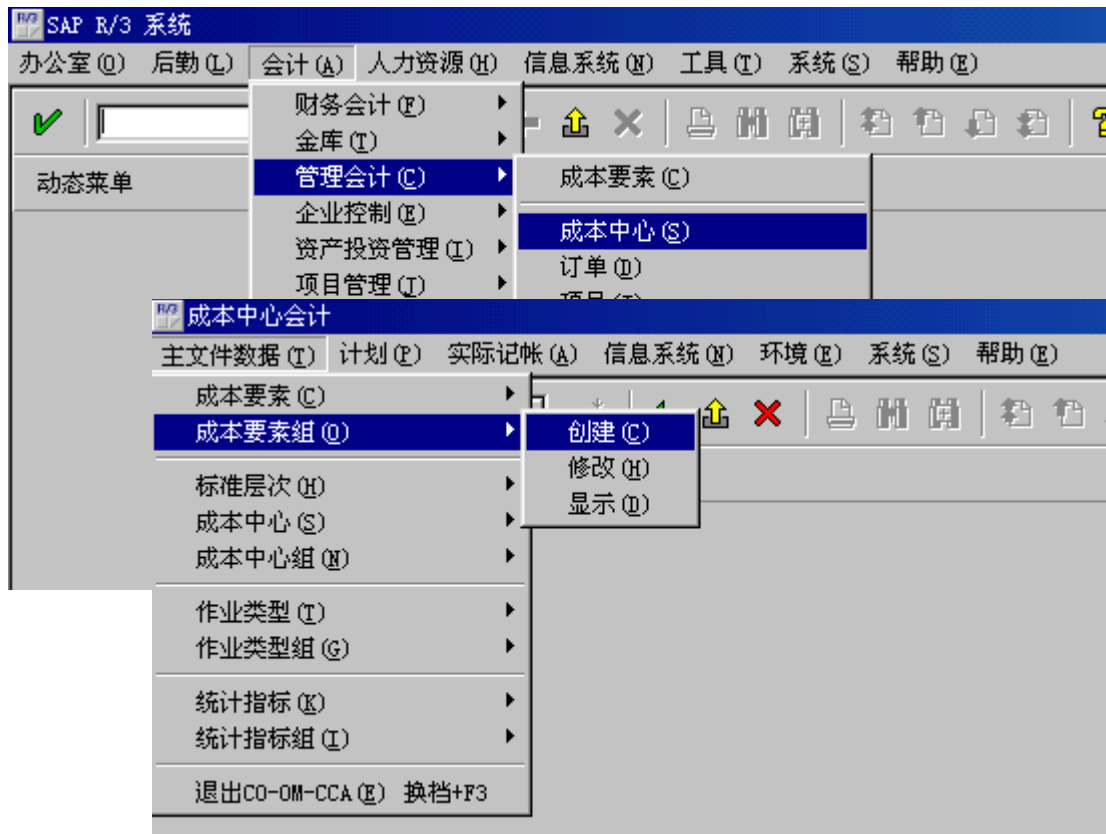 SAP R/3 系统
办公室(O) 后勤(L) 会计(A) 人力资源(H) 信息系统(N) 工具(T) 系统(S) 帮助(E)
财务会计(F)
金库(T)
动态菜单 管理会计(C) 成本要素(C)
企业控制(E) 成本中心(S)
资产投资管理(I) 订单(D)
项目管理(J)
成本中心会计
主文件数据(T) 计划(P) 实际记帐(A) 信息系统(N) 环境(E) 系统(S) 帮助(E)
成本要素(C)
成本要素组(O) 创建(C)
修改(H)
标准层次(H) 显示(D)
成本中心(S)
成本中心组(N)
作业类型(T)
作业类型组(G)
统计指标(K)
统计指标组(I)
退出CO-OM-CCA(E) 换档+F3